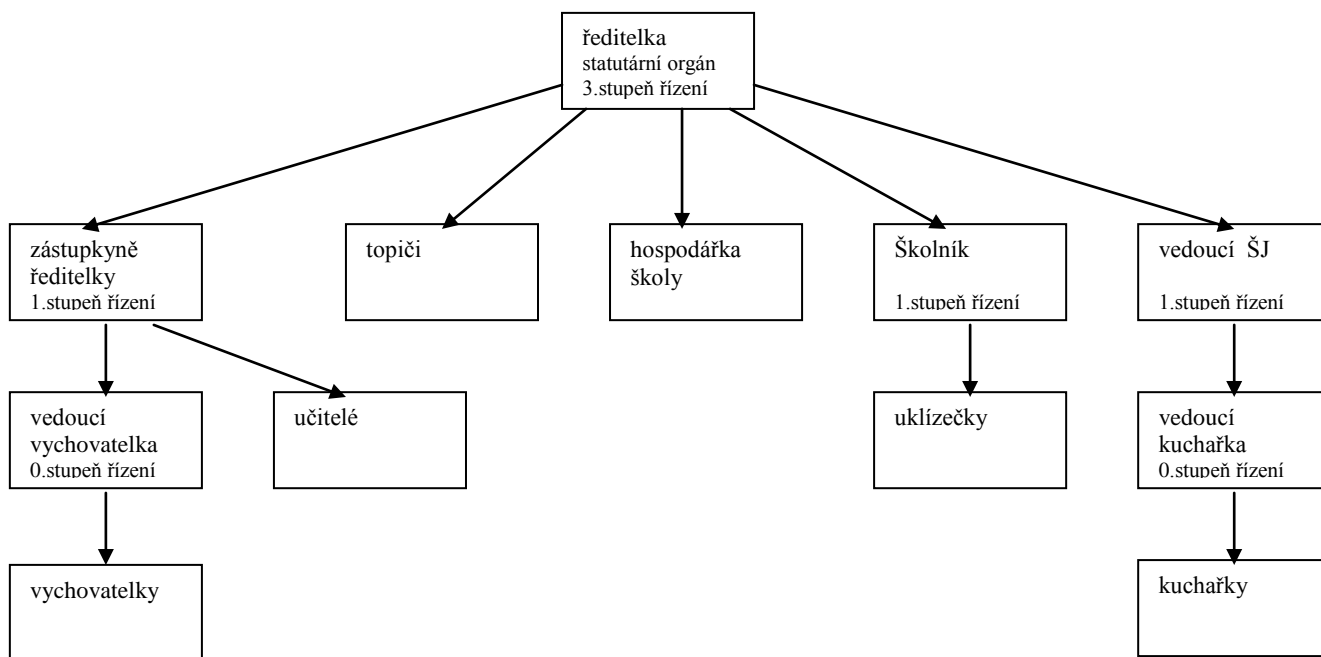 ředitelka
statutární orgán
3.stupeň řízení
zástupkyně
ředitelky
1.stupeň řízení
topiči
hospodářka
školy
Školník
1.stupeň řízení
vedoucí ŠJ
1.stupeň řízení
vedoucí
vychovatelka
0.stupeň řízení
učitelé
uklízečky
vedoucí
kuchařka
0.stupeň řízení
vychovatelky
kuchařky